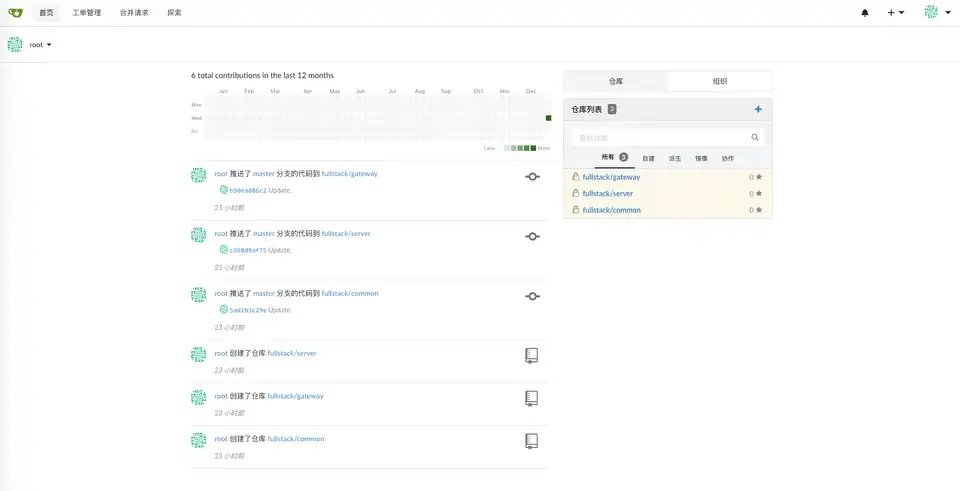 首页 工单管理 合并请求 探索
root
6 total contributions in the last 12 months
Jan Feb Mar Apr May Jun Jul Aug Sep Oct Nov Dec
Mon
Wed
Fri
Less More
root 推送了 master 分支的代码到 fullstack/gateway
b50ead86c2 Update.
23 小时前
root 推送了 master 分支的代码到 fullstack/server
c998d9af75 Update.
23 小时前
root 推送了 master 分支的代码到 fullstack/common
5ad2b3c29e Update.
23 小时前
root 创建了仓库 fullstack/server
23 小时前
root 创建了仓库 fullstack/gateway
23 小时前
root 创建了仓库 fullstack/common
23 小时前
仓库 组织
仓库列表 3
查找仓库...
所有 3 自建 派生 镜像 协作
fullstack/gateway 0
fullstack/server 0
fullstack/common 0